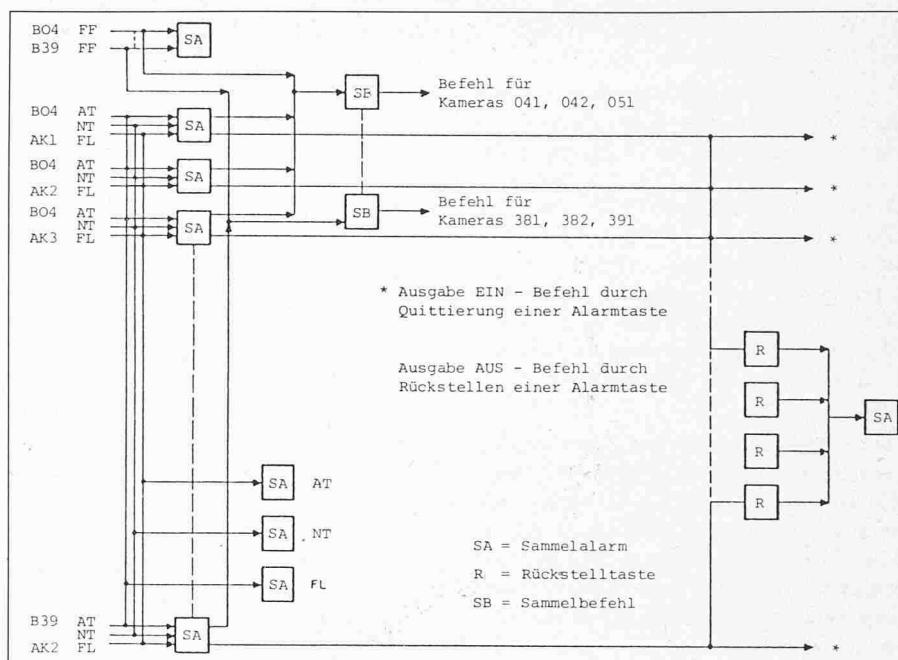 BO4 FF
B39 FF
SA
BO4 AT
NT
AK1 FL
SA
BO4 AT
NT
AK2 FL
SA
BO4 AT
NT
AK3 FL
SA
SB
Befehl für
Kameras 041, 042, 051
SB
Befehl für
Kameras 381, 382, 391
*
*
*
* Ausgabe EIN - Befehl durch
Quittierung einer Alarmtaste
Ausgabe AUS - Befehl durch
Rückstellen einer Alarmtaste
R
R
R
R
SA
SA AT
SA NT
SA FL
SA = Sammelalarm
R = Rückstelltaste
SB = Sammelbefehl
B39 AT
NT
AK2 FL
SA
*